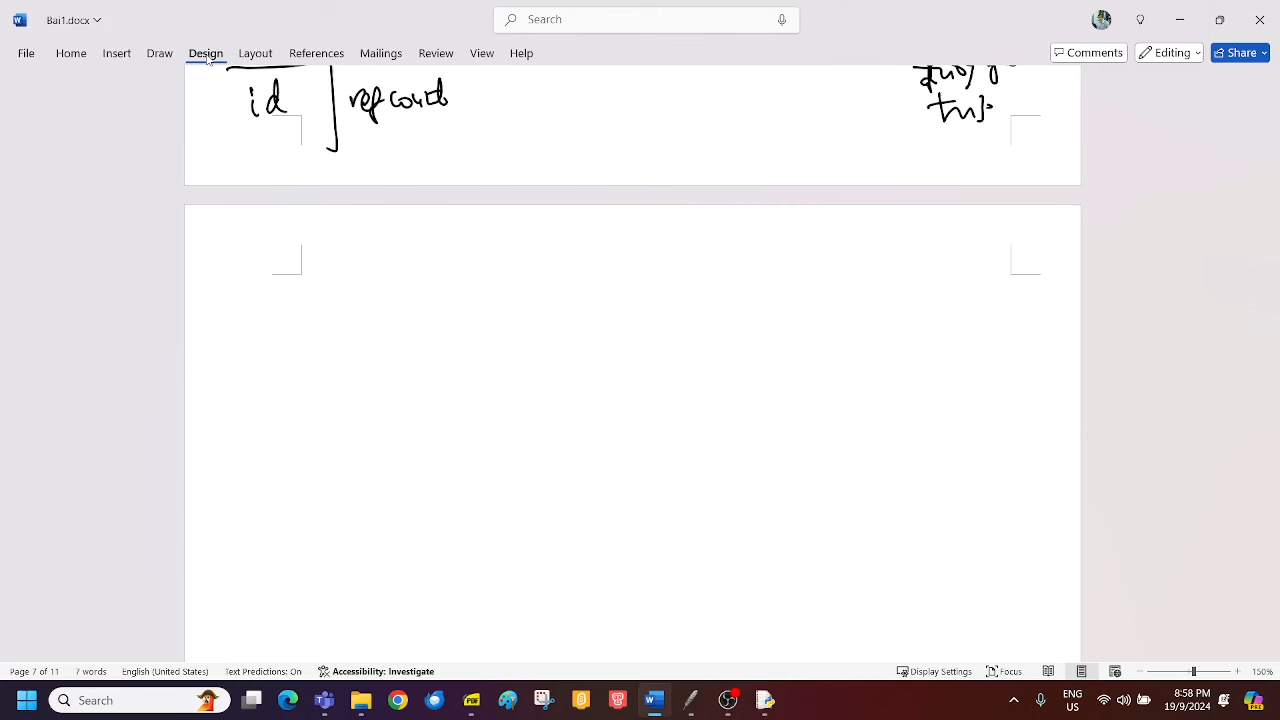 Bai1.docx
Search
File Home Insert Draw Design Layout References Mailings Review View Help
Comments Editing Share
id refcount
Page 7 of 11 7 words English (United States) Text Predictions: On Accessibility: Investigate
Display Settings Focus 150%
Search
ENG
US
8:58 PM
19/9/2024